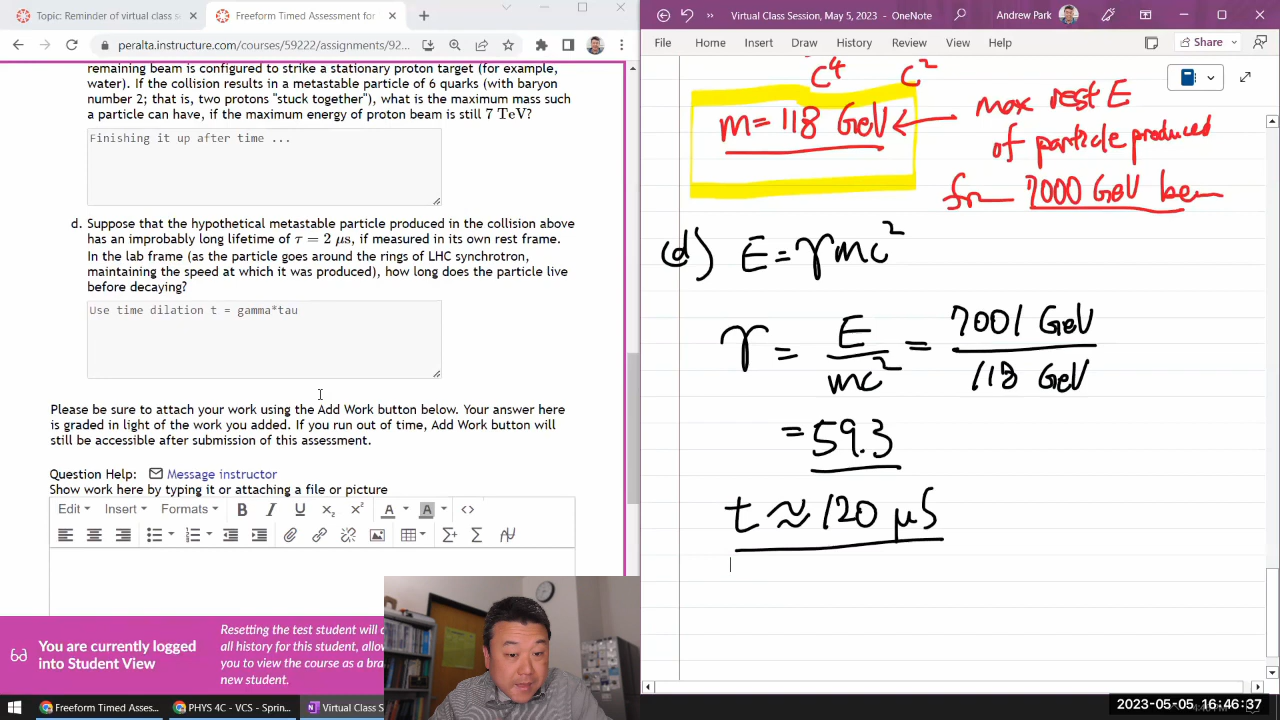 Topic: Reminder of virtual class se
Freeform Timed Assessment for
peralta.instructure.com/courses/59222/assignments/92...
remaining beam is configured to strike a stationary proton target (for example,
water). If the collision results in a metastable particle of 6 quarks (with baryon
number 2; that is, two protons "stuck together"), what is the maximum mass such
a particle can have, if the maximum energy of proton beam is still 7 TeV?
Finishing it up after time ...
d. Suppose that the hypothetical metastable particle produced in the collision above
has an improbably long lifetime of τ = 2 μs, if measured in its own rest frame.
In the lab frame (as the particle goes around the rings of LHC synchrotron,
maintaining the speed at which it was produced), how long does the particle live
before decaying?
Use time dilation t = gamma*tau
Please be sure to attach your work using the Add Work button below. Your answer here
is graded in light of the work you added. If you run out of time, Add Work button will
still be accessible after submission of this assessment.
Question Help: Message instructor
Show work here by typing it or attaching a file or picture
Edit Insert Formats B I U x₂ x² A A <>
You are currently logged
into Student View
Resetting the test student will c
all history for this student, allow
you to view the course as a bra
new student.
Freeform Timed Asses...
PHYS 4C - VCS - Sprin...
Virtual Class Session
Virtual Class Session, May 5, 2023 - OneNote
Andrew Park
File Home Insert Draw History Review View Help
Share
C⁴ C²
m = 118 GeV
max rest E
of particle produced
for 7000 GeV beam
(d) E = γmc²
γ = E/mc² = 7001 GeV/118 GeV
= 59.3
t ≈ 120 μs
2023-05-05 16:46:37